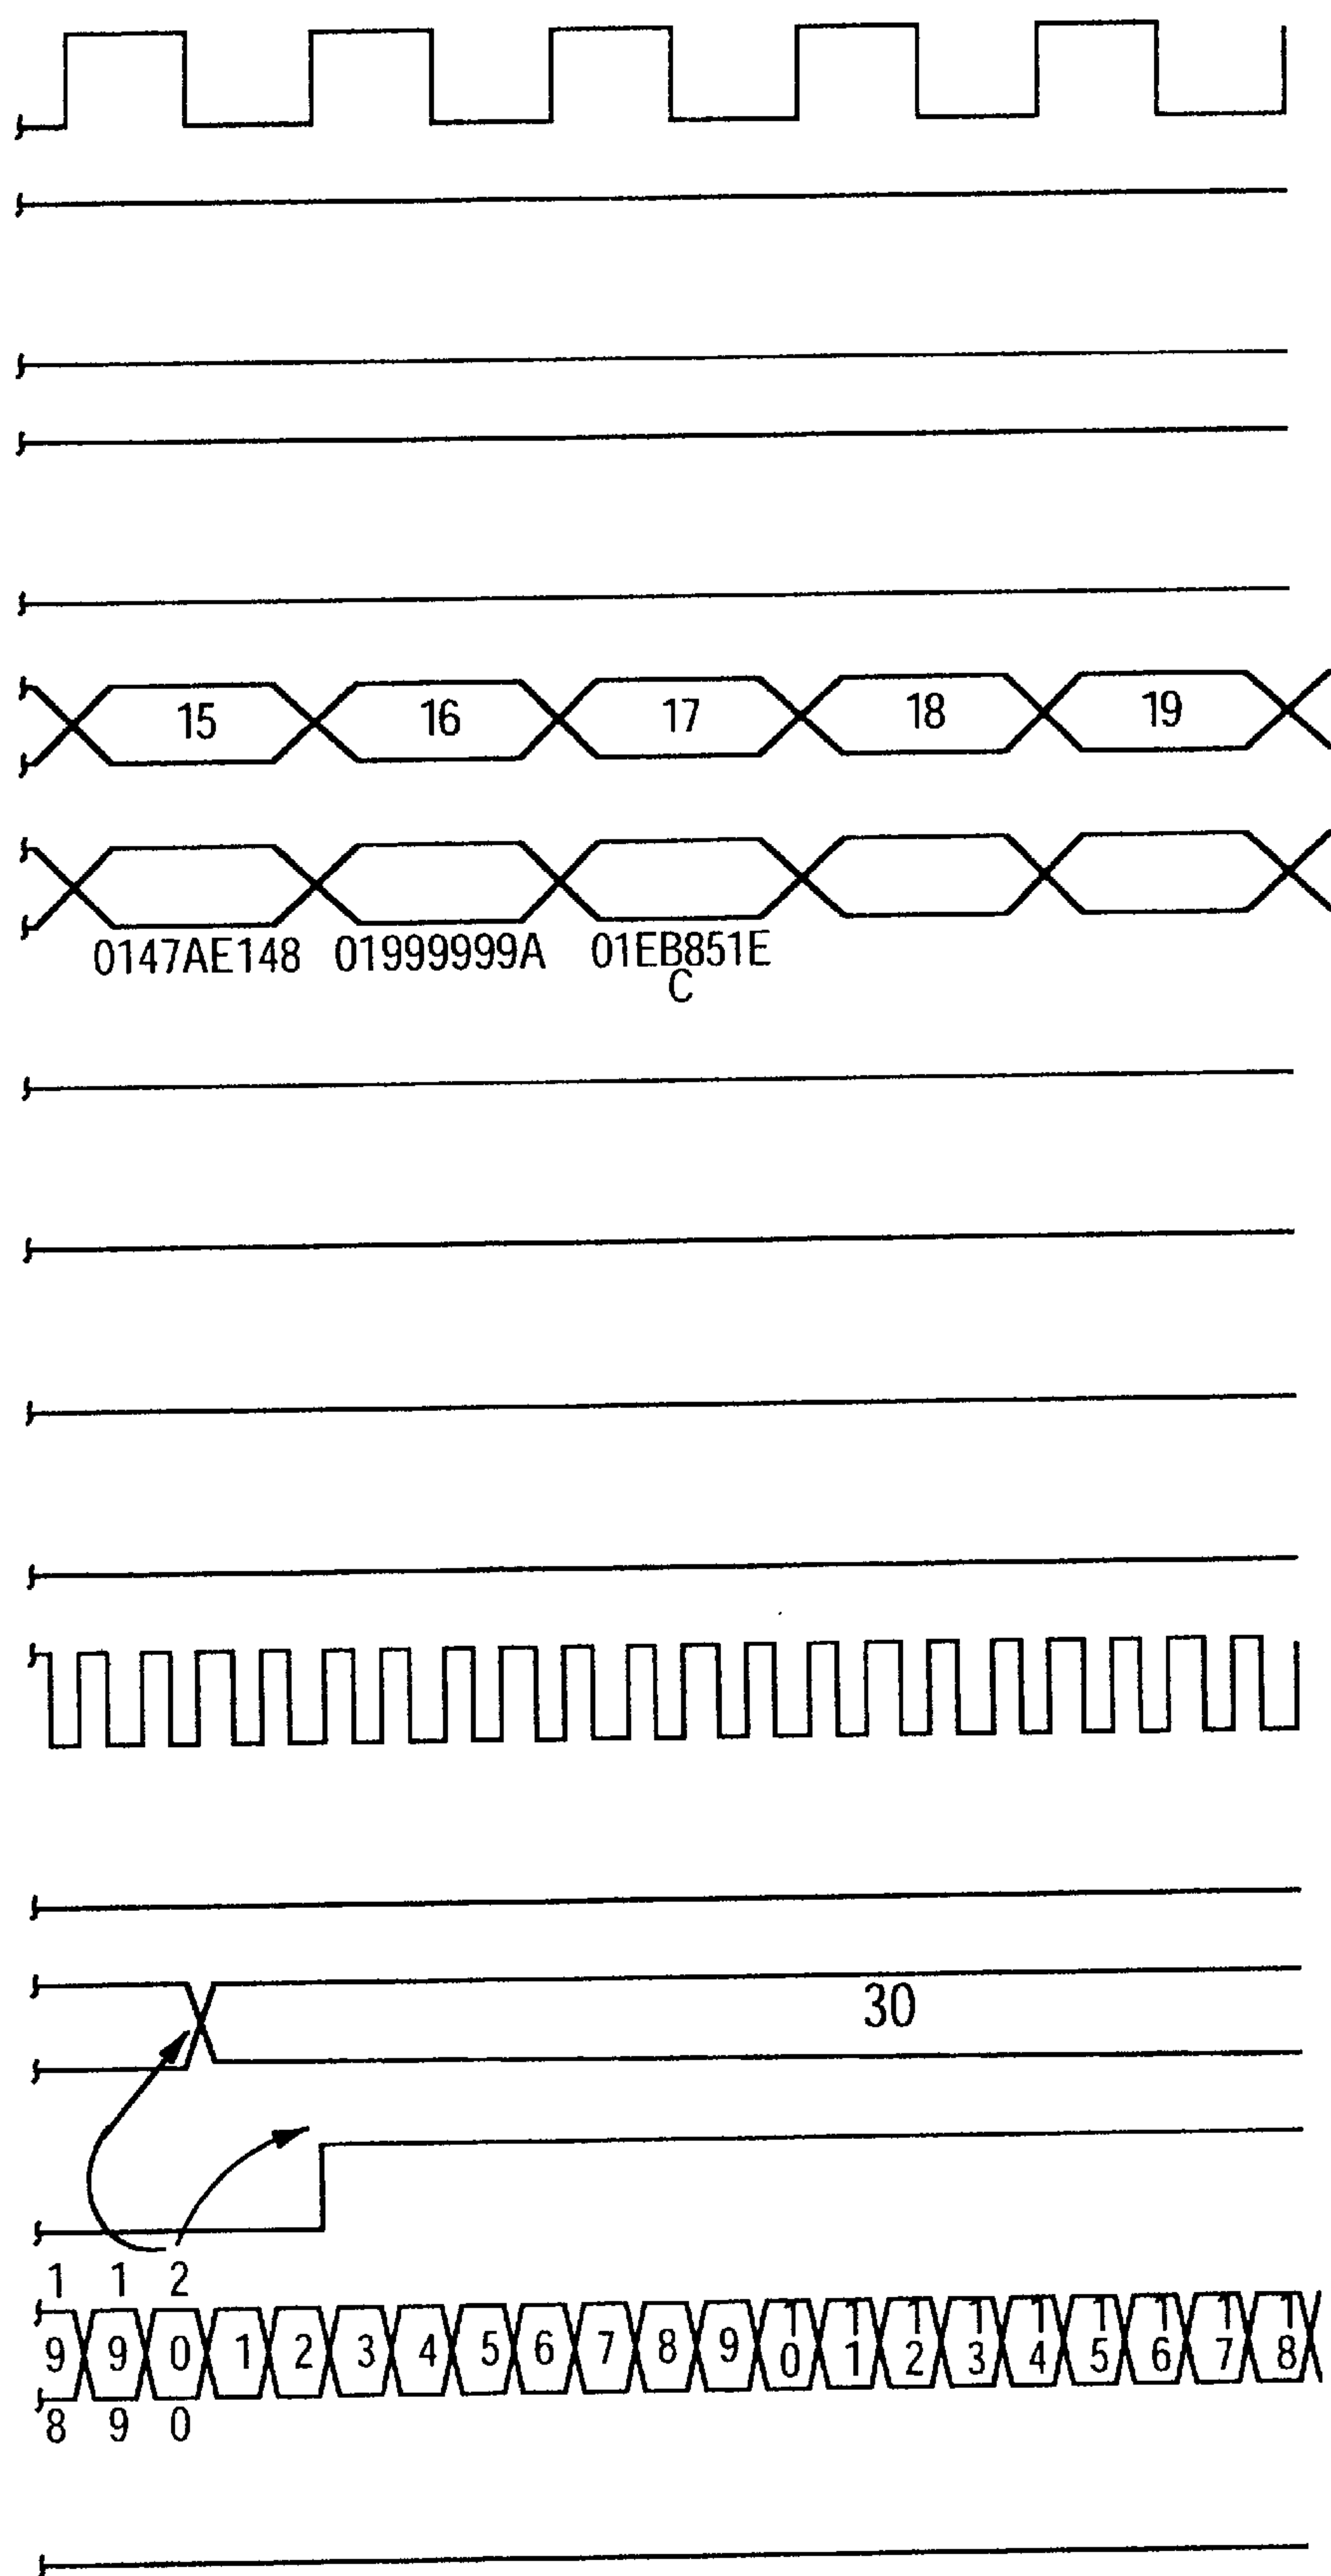 15 16 17 18 19
0147AE148 01999999A 01EB851E
C
30
1 1 2
1 1 1 1 1 1 1 1 1
9 9 0 1 2 3 4 5 6 7 8 9 0 1 2 3 4 5 6 7 8
8 9 0